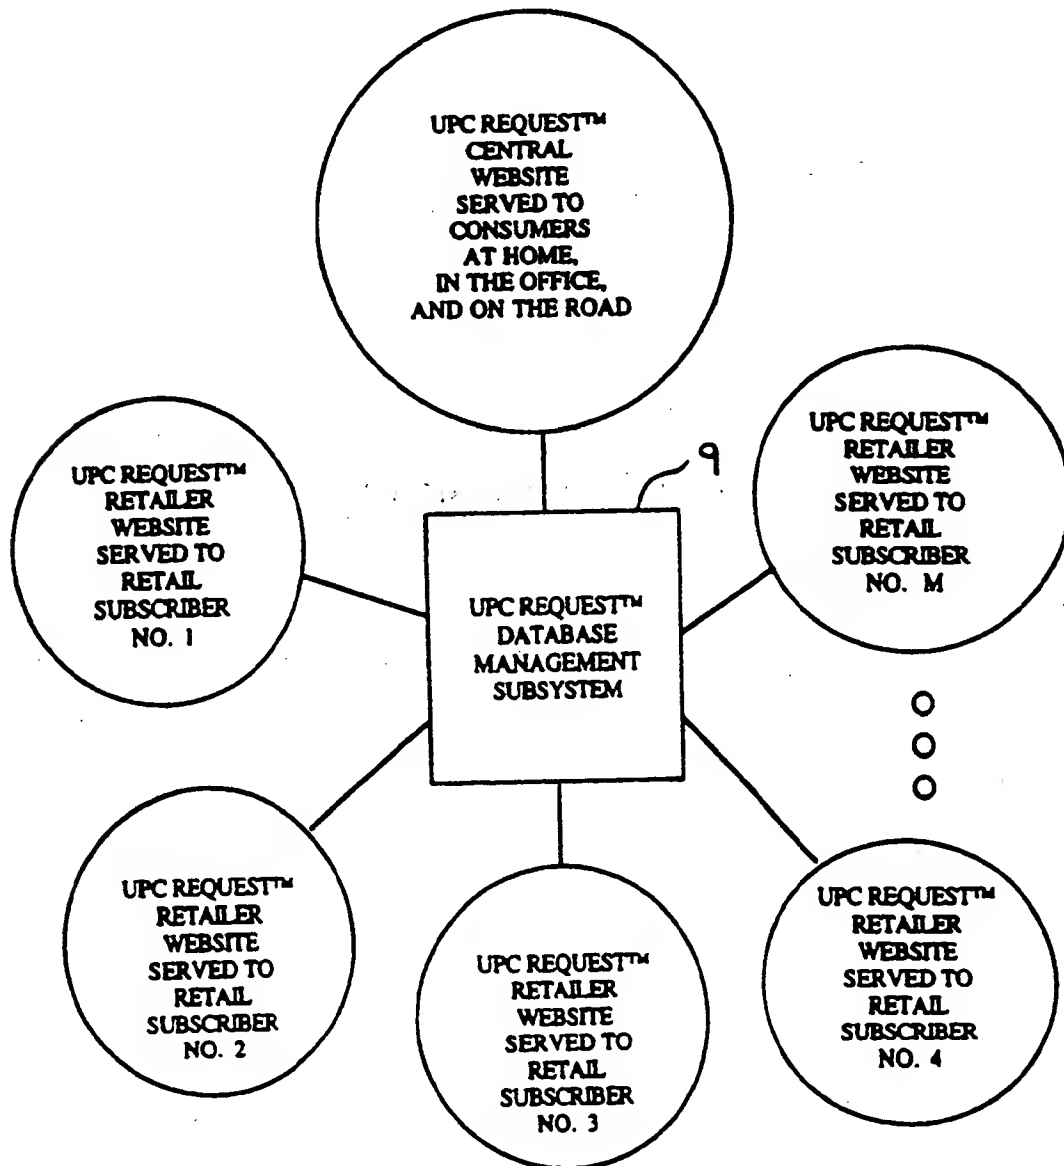 UPC REQUEST™
CENTRAL
WEBSITE
SERVED TO
CONSUMERS
AT HOME,
IN THE OFFICE,
AND ON THE ROAD
9
UPC REQUEST™
RETAILER
WEBSITE
SERVED TO
RETAIL
SUBSCRIBER
NO. M
UPC REQUEST™
RETAILER
WEBSITE
SERVED TO
RETAIL
SUBSCRIBER
NO. 1
UPC REQUEST™
DATABASE
MANAGEMENT
SUBSYSTEM
UPC REQUEST™
RETAILER
WEBSITE
SERVED TO
RETAIL
SUBSCRIBER
NO. 2
UPC REQUEST™
RETAILER
WEBSITE
SERVED TO
RETAIL
SUBSCRIBER
NO. 3
UPC REQUEST™
RETAILER
WEBSITE
SERVED TO
RETAIL
SUBSCRIBER
NO. 4